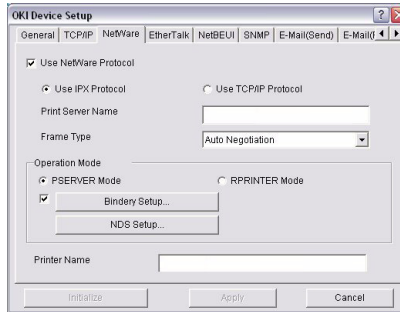 OKI Device Setup
General TCP/IP NetWare EtherTalk NetBEUI SNMP E-Mail(Send)
Use NetWare Protocol
Use IPX Protocol Use TCP/IP Protocol
Print Server Name
Frame Type Auto Negotiation
Operation Mode
PSERVER Mode RPRINTER Mode
Bindery Setup...
NDS Setup...
Printer Name
Initialize Apply Cancel